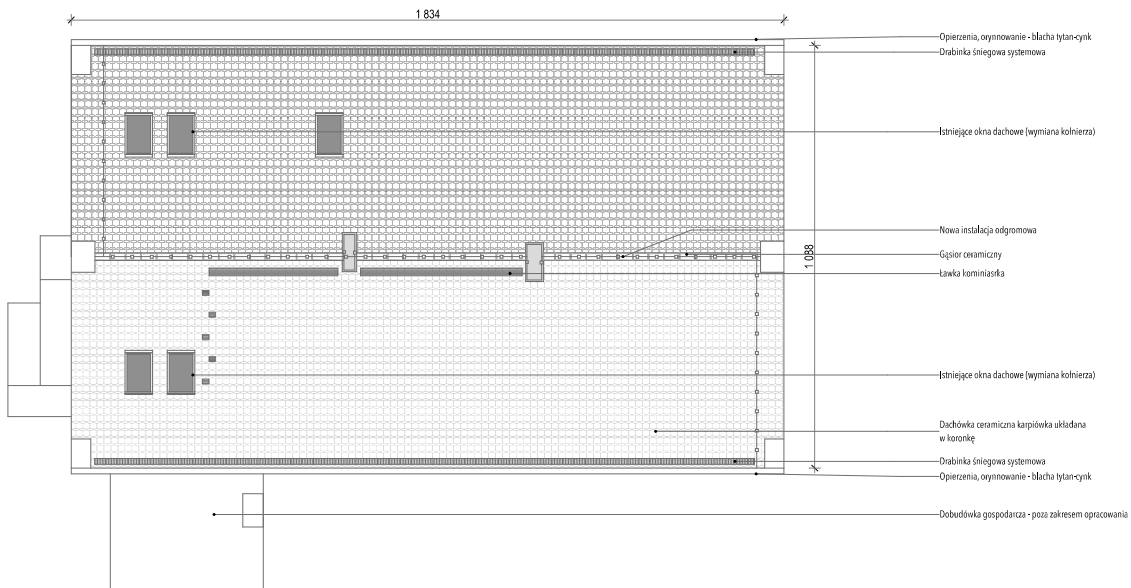 1 834
Opierzenia, orynnowanie - blacha tytan-cynk
Drabinka śniegowa systemowa
Istniejące okna dachowe (wymiana kołnierza)
Nowa instalacja odgromowa
1 088
Gąsior ceramiczny
Ławka kominiasrka
Istniejące okna dachowe (wymiana kołnierza)
Dachówka ceramiczna karpiówka układana
w koronkę
Drabinka śniegowa systemowa
Opierzenia, orynnowanie - blacha tytan-cynk
Dobudówka gospodarcza - poza zakresem opracowania